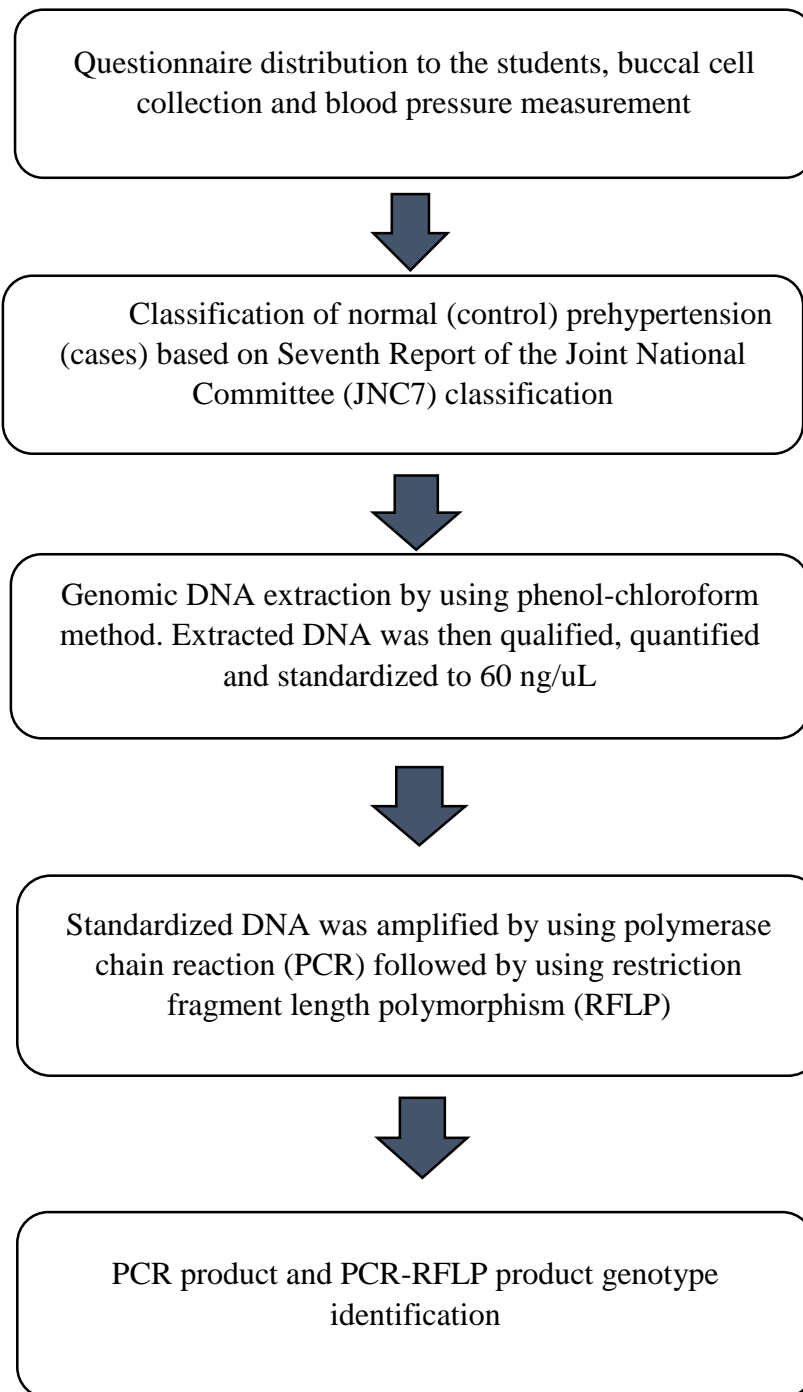 Questionnaire distribution to the students, buccal cell
collection and blood pressure measurement
Classification of normal (control) prehypertension
(cases) based on Seventh Report of the Joint National
Committee (JNC7) classification
Genomic DNA extraction by using phenol-chloroform
method. Extracted DNA was then qualified, quantified
and standardized to 60 ng/uL
Standardized DNA was amplified by using polymerase
chain reaction (PCR) followed by using restriction
fragment length polymorphism (RFLP)
PCR product and PCR-RFLP product genotype
identification